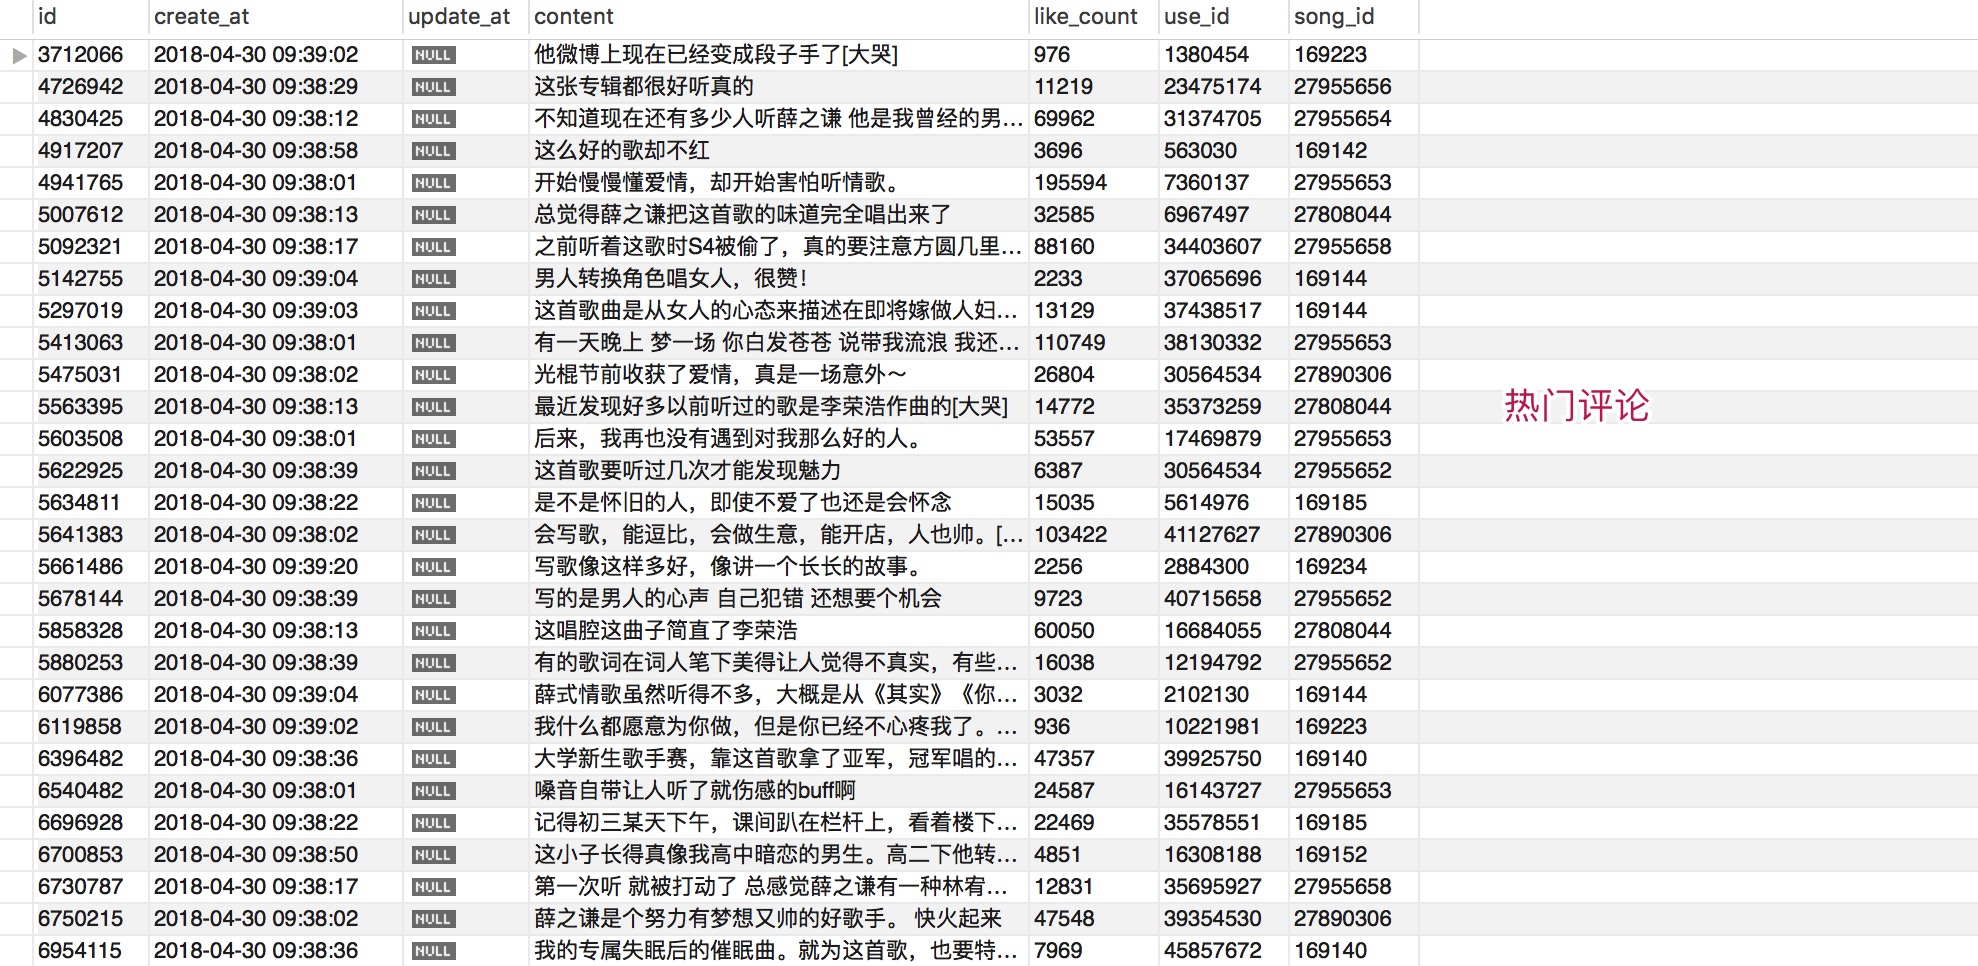 id create_at update_at content like_count use_id song_id
3712066 2018-04-30 09:39:02 NULL 他微博上现在已经变成段子手了[大哭] 976 1380454 169223
4726942 2018-04-30 09:38:29 NULL 这张专辑都很好听真的 11219 23475174 27955656
4830425 2018-04-30 09:38:12 NULL 不知道现在还有多少人听薛之谦 他是我曾经的男... 69962 31374705 27955654
4917207 2018-04-30 09:38:58 NULL 这么好的歌却不红 3696 563030 169142
4941765 2018-04-30 09:38:01 NULL 开始慢慢懂爱情，却开始害怕听情歌。 195594 7360137 27955653
5007612 2018-04-30 09:38:13 NULL 总觉得薛之谦把这首歌的味道完全唱出来了 32585 6967497 27808044
5092321 2018-04-30 09:38:17 NULL 之前听着这歌时S4被偷了，真的要注意方圆几里... 88160 34403607 27955658
5142755 2018-04-30 09:39:04 NULL 男人转换角色唱女人，很赞！ 2233 37065696 169144
5297019 2018-04-30 09:39:03 NULL 这首歌曲是从女人的心态来描述在即将嫁做人妇... 13129 37438517 169144
5413063 2018-04-30 09:38:01 NULL 有一天晚上 梦一场 你白发苍苍 说带我流浪 我还... 110749 38130332 27955653
5475031 2018-04-30 09:38:02 NULL 光棍节前收获了爱情，真是一场意外～ 26804 30564534 27890306
5563395 2018-04-30 09:38:13 NULL 最近发现好多以前听过的歌是李荣浩作曲的[大哭] 14772 35373259 27808044
热门评论
5603508 2018-04-30 09:38:01 NULL 后来，我再也没有遇到对我那么好的人。 53557 17469879 27955653
5622925 2018-04-30 09:38:39 NULL 这首歌要听过几次才能发现魅力 6387 30564534 27955652
5634811 2018-04-30 09:38:22 NULL 是不是怀旧的人，即使不爱了也还是会怀念 15035 5614976 169185
5641383 2018-04-30 09:38:02 NULL 会写歌，能逗比，会做生意，能开店，人也帅。[... 103422 41127627 27890306
5661486 2018-04-30 09:39:20 NULL 写歌像这样多好，像讲一个长长的故事。 2256 2884300 169234
5678144 2018-04-30 09:38:39 NULL 写的是男人的心声 自己犯错 还想要个机会 9723 40715658 27955652
5858328 2018-04-30 09:38:13 NULL 这唱腔这曲子简直了李荣浩 60050 16684055 27808044
5880253 2018-04-30 09:38:39 NULL 有的歌词在词人笔下美得让人觉得不真实，有些... 16038 12194792 27955652
6077386 2018-04-30 09:39:04 NULL 薛式情歌虽然听得不多，大概是从《其实》《你... 3032 2102130 169144
6119858 2018-04-30 09:39:02 NULL 我什么都愿意为你做，但是你已经不心疼我了。... 936 10221981 169223
6396482 2018-04-30 09:38:36 NULL 大学新生歌手赛，靠这首歌拿了亚军，冠军唱的... 47357 39925750 169140
6540482 2018-04-30 09:38:01 NULL 嗓音自带让人听了就伤感的buff啊 24587 16143727 27955653
6696928 2018-04-30 09:38:22 NULL 记得初三某天下午，课间趴在栏杆上，看着楼下... 22469 35578551 169185
6700853 2018-04-30 09:38:50 NULL 这小子长得真像我高中暗恋的男生。高二下他转... 4851 16308188 169152
6730787 2018-04-30 09:38:17 NULL 第一次听 就被打动了 总感觉薛之谦有一种林宥... 12831 35695927 27955658
6750215 2018-04-30 09:38:02 NULL 薛之谦是个努力有梦想又帅的好歌手。 快火起来 47548 39354530 27890306
6954115 2018-04-30 09:38:36 NULL 我的专属失眠后的催眠曲。就为这首歌，也要特... 7969 45857672 169140